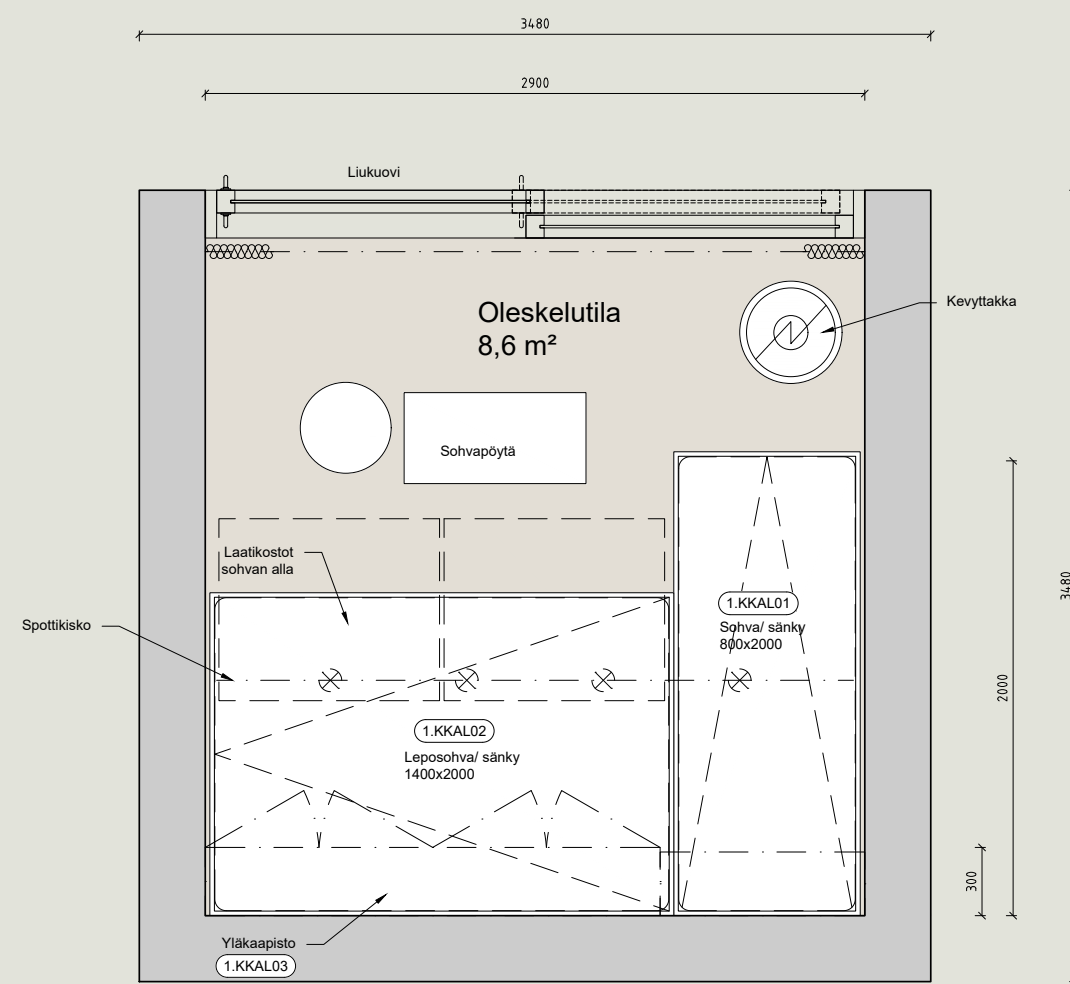 3480
2900
Liukuovi
Kevyttakka
Oleskelutila
8,6 m²
Sohvapöytä
Laatikostot
sohvan alla
Spottikisko
1.KKAL01
Sohva/ sänky
800x2000
3480
2000
1.KKAL02
Leposohva/ sänky
1400x2000
300
Yläkaapisto
1.KKAL03